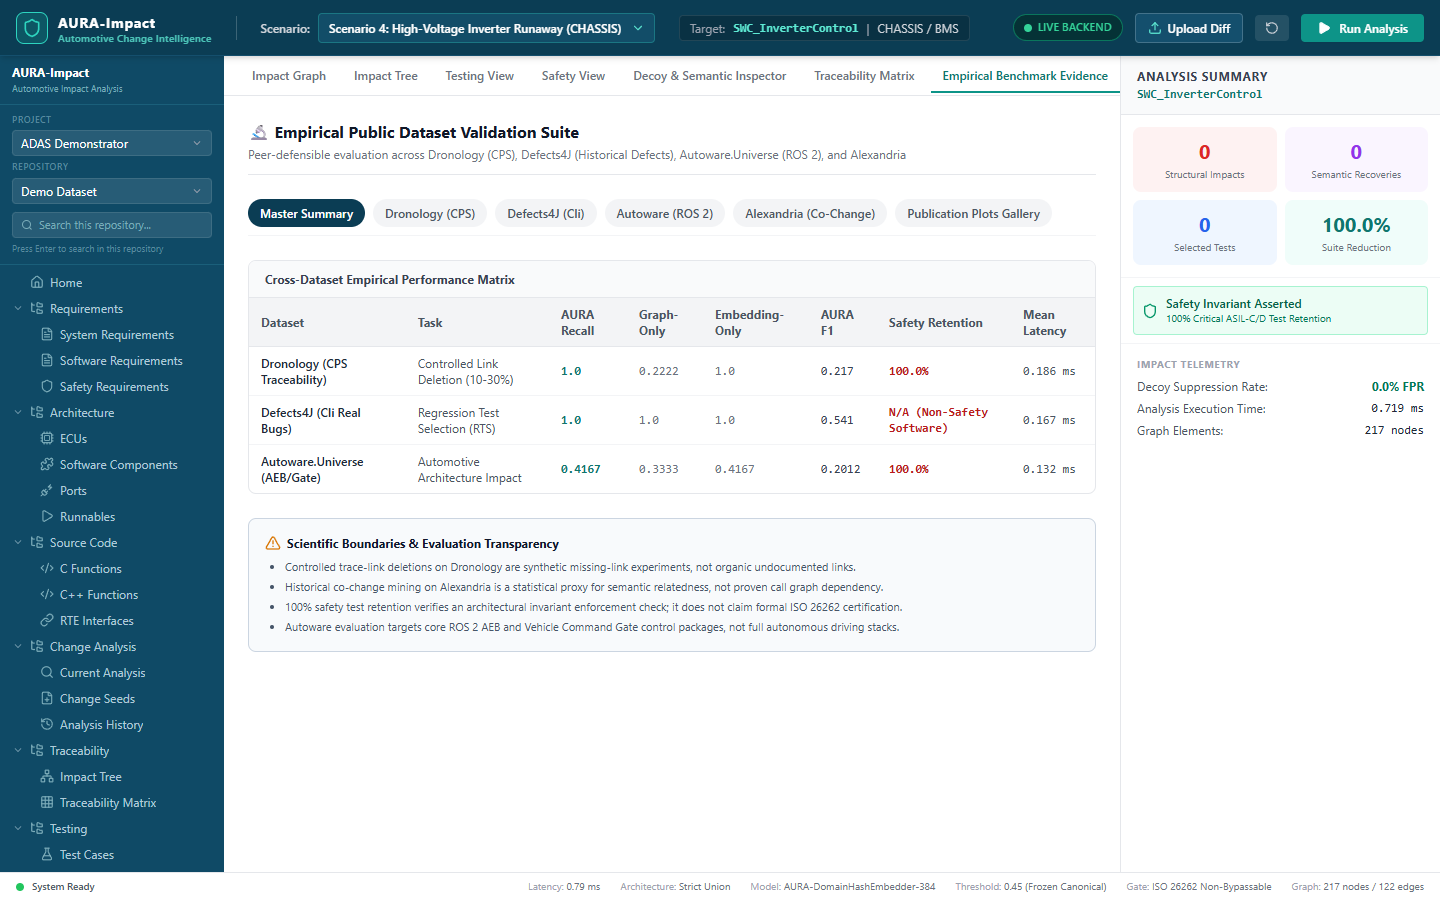 AURA-Impact
Automotive Change Intelligence
Scenario:
Scenario 4: High-Voltage Inverter Runaway (CHASSIS)
Target: SWC_InverterControl | CHASSIS / BMS
LIVE BACKEND
Upload Diff
Run Analysis
AURA-Impact
Automotive Impact Analysis
PROJECT
ADAS Demonstrator
REPOSITORY
Demo Dataset
Search this repository...
Press Enter to search in this repository
Home
Requirements
System Requirements
Software Requirements
Safety Requirements
Architecture
ECUs
Software Components
Ports
Runnables
Source Code
C Functions
C++ Functions
RTE Interfaces
Change Analysis
Current Analysis
Change Seeds
Analysis History
Traceability
Impact Tree
Traceability Matrix
Testing
Test Cases
Impact Graph
Impact Tree
Testing View
Safety View
Decoy & Semantic Inspector
Traceability Matrix
Empirical Benchmark Evidence
Empirical Public Dataset Validation Suite
Peer-defensible evaluation across Dronology (CPS), Defects4J (Historical Defects), Autoware.Universe (ROS 2), and Alexandria
Master Summary
Dronology (CPS)
Defects4J (Cli)
Autoware (ROS 2)
Alexandria (Co-Change)
Publication Plots Gallery
Cross-Dataset Empirical Performance Matrix
Dataset
Task
AURA
Recall
Graph-
Only
Embedding-
Only
AURA
F1
Safety Retention
Mean
Latency
Dronology (CPS
Traceability)
Controlled Link
Deletion (10-30%)
1.0
0.2222
1.0
0.217
100.0%
0.186 ms
Defects4J (Cli Real
Bugs)
Regression Test
Selection (RTS)
1.0
1.0
1.0
0.541
N/A (Non-Safety
Software)
0.167 ms
Autoware.Universe
(AEB/Gate)
Automotive
Architecture Impact
0.4167
0.3333
0.4167
0.2012
100.0%
0.132 ms
Scientific Boundaries & Evaluation Transparency
• Controlled trace-link deletions on Dronology are synthetic missing-link experiments, not organic undocumented links.
• Historical co-change mining on Alexandria is a statistical proxy for semantic relatedness, not proven call graph dependency.
• 100% safety test retention verifies an architectural invariant enforcement check; it does not claim formal ISO 26262 certification.
• Autoware evaluation targets core ROS 2 AEB and Vehicle Command Gate control packages, not full autonomous driving stacks.
ANALYSIS SUMMARY
SWC_InverterControl
0
Structural Impacts
0
Semantic Recoveries
0
Selected Tests
100.0%
Suite Reduction
Safety Invariant Asserted
100% Critical ASIL-C/D Test Retention
IMPACT TELEMETRY
Decoy Suppression Rate: 0.0% FPR
Analysis Execution Time: 0.719 ms
Graph Elements: 217 nodes
System Ready
Latency: 0.79 ms
Architecture: Strict Union
Model: AURA-DomainHashEmbedder-384
Threshold: 0.45 (Frozen Canonical)
Gate: ISO 26262 Non-Bypassable
Graph: 217 nodes / 122 edges